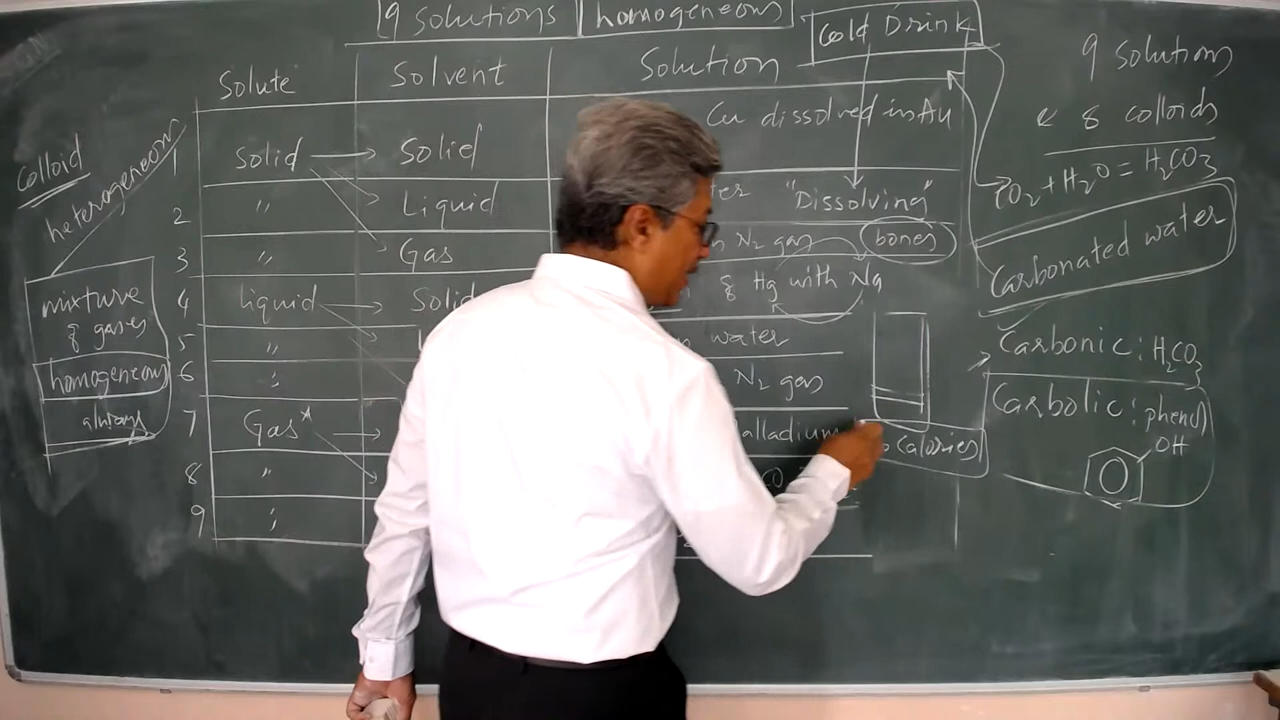 9 solutions homogeneous
Cold Drink
9 solutions
& 8 colloids
Solute Solvent Solution
colloid
heterogeneous
mixture
of gases
homogeneous
always
1 Solid → Solid Cu dissolved in Au
2 " Liquid "Dissolving"
3 " Gas N2 gas bones
4 Liquid → & Hg with Na
5 " water
6 " N2 gas
7 Gas* →
8 "
9 "
Calories
CO2 + H2O = H2CO3
Carbonated water
Carbonic : H2CO3
Carbolic : phenol
OH